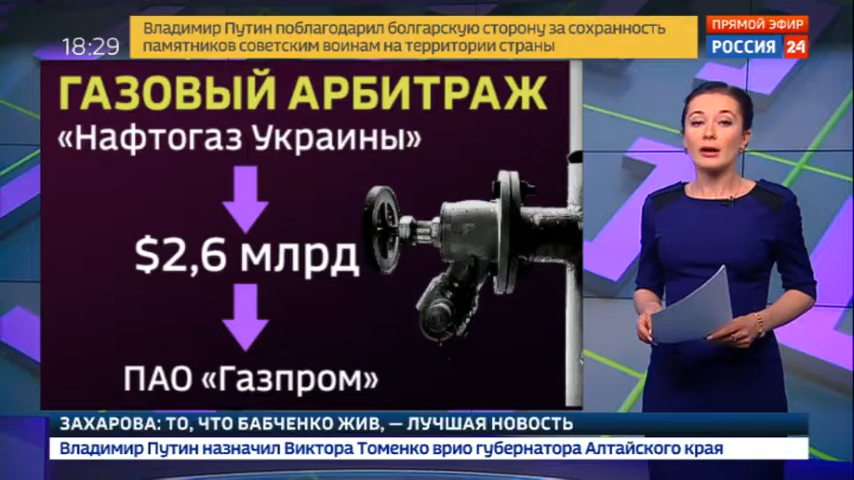 18:29
Владимир Путин поблагодарил болгарскую сторону за сохранность
памятников советским воинам на территории страны
ПРЯМОЙ ЭФИР
РОССИЯ 24
ГАЗОВЫЙ АРБИТРАЖ
«Нафтогаз Украины»
$2,6 млрд
ПАО «Газпром»
ЗАХАРОВА: ТО, ЧТО БАБЧЕНКО ЖИВ, — ЛУЧШАЯ НОВОСТЬ
Владимир Путин назначил Виктора Томенко врио губернатора Алтайского края